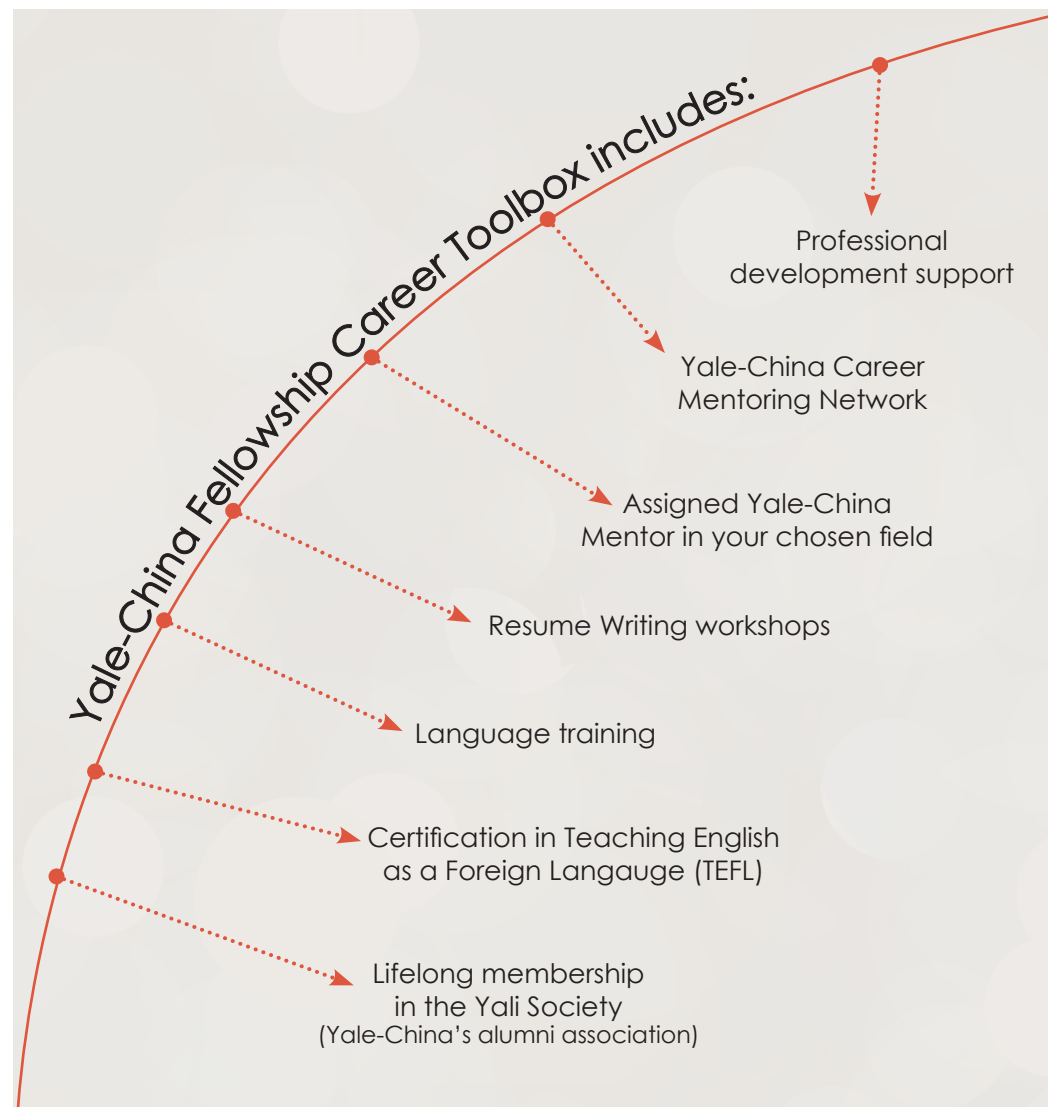 Yale-China Fellowship Career Toolbox includes:
Professional
development support
Yale-China Career
Mentoring Network
Assigned Yale-China
Mentor in your chosen field
Resume Writing workshops
Language training
Certification in Teaching English
as a Foreign Langauge (TEFL)
Lifelong membership
in the Yali Society
(Yale-China’s alumni association)